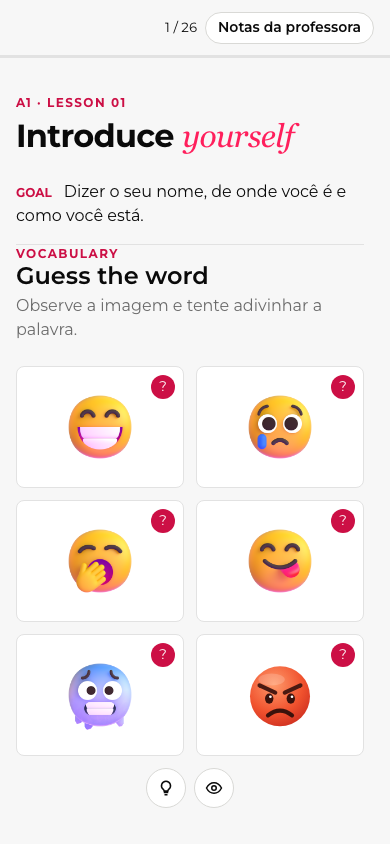 1 / 26
Notas da professora
A1 · LESSON 01
Introduce yourself
GOAL Dizer o seu nome, de onde você é e
como você está.
VOCABULARY
Guess the word
Observe a imagem e tente adivinhar a
palavra.
? ?
? ?
? ?